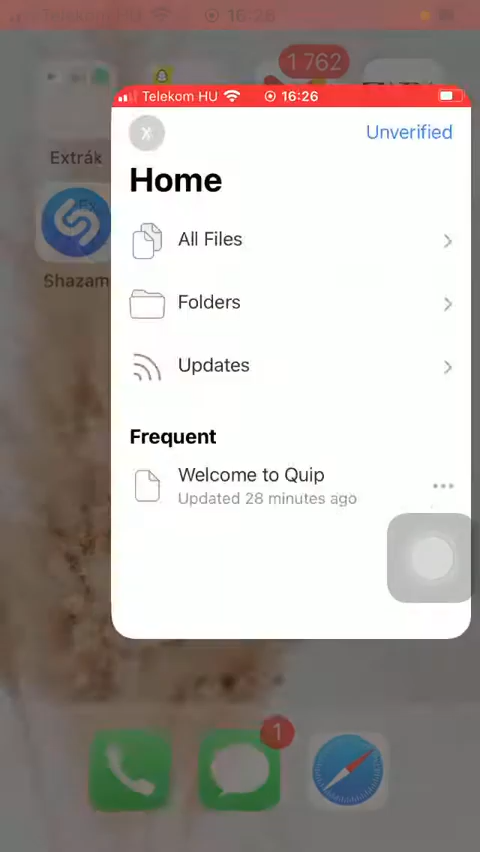 Telekom HU 16:26
1 762
Telekom HU 16:26
X Unverified
Home
Extrák
All Files
Shazam
Folders
Updates
Frequent
Welcome to Quip
Updated 28 minutes ago
1